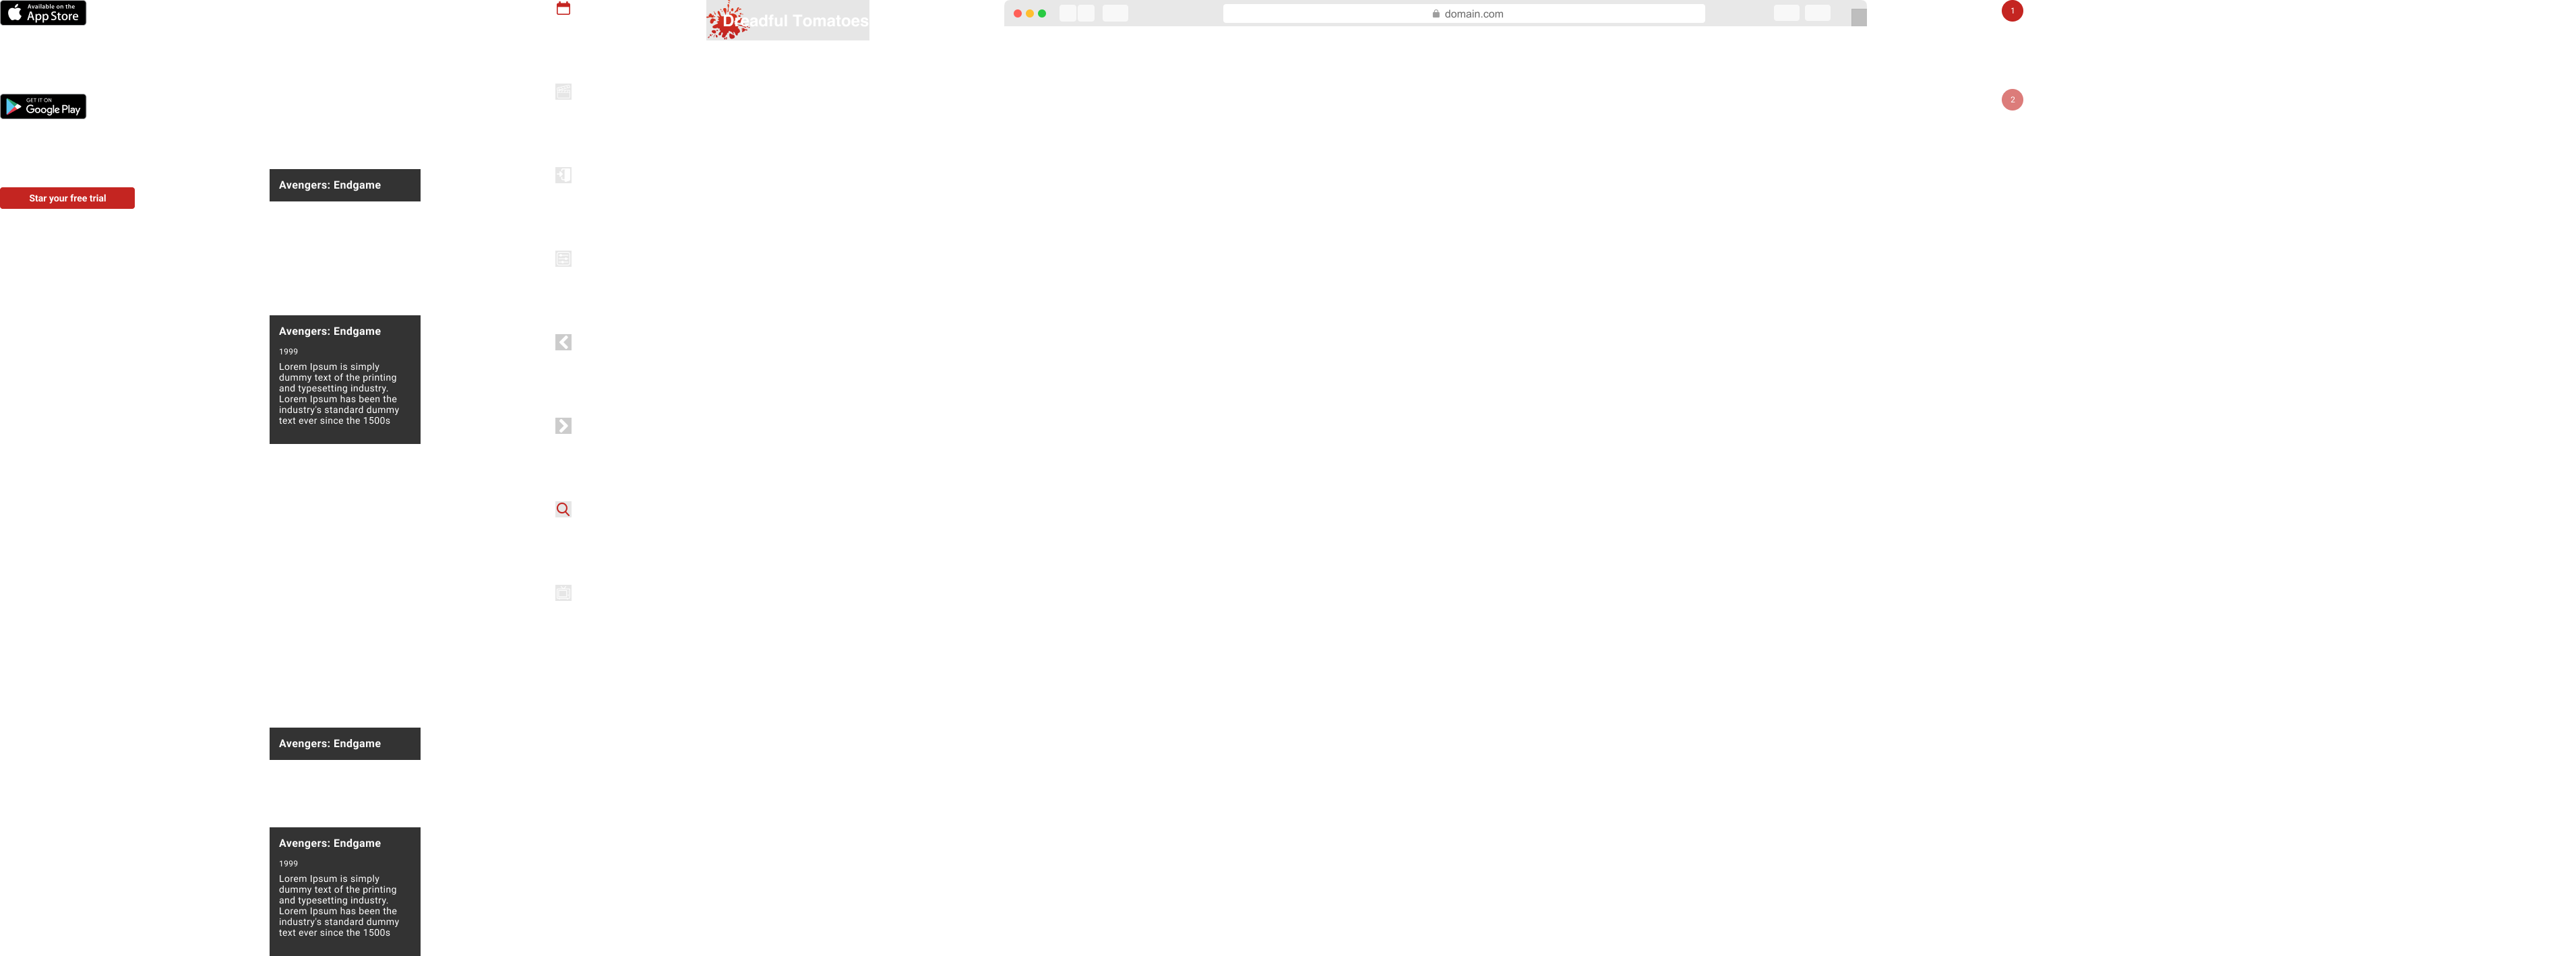 Available on the
App Store
GET IT ON
Google Play
Star your free trial
Avengers: Endgame
Avengers: Endgame
1999
Lorem Ipsum is simply
dummy text of the printing
and typesetting industry.
Lorem Ipsum has been the
industry's standard dummy
text ever since the 1500s
Avengers: Endgame
Avengers: Endgame
1999
Lorem Ipsum is simply
dummy text of the printing
and typesetting industry.
Lorem Ipsum has been the
industry's standard dummy
text ever since the 1500s
Dreadful Tomatoes
domain.com
1
2